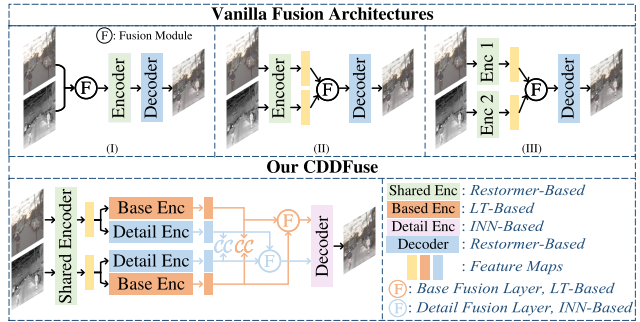 Vanilla Fusion Architectures
F : Fusion Module
F
Encoder
Decoder
(I)
Encoder
F
Decoder
(II)
Enc 1
Enc 2
F
Decoder
(III)
Our CDDFuse
Shared Encoder
Base Enc
Detail Enc
Detail Enc
Base Enc
CC CC
F
F
Decoder
Shared Enc : Restormer-Based
Based Enc : LT-Based
Detail Enc : INN-Based
Decoder : Restormer-Based
: Feature Maps
F : Base Fusion Layer, LT-Based
F : Detail Fusion Layer, INN-Based